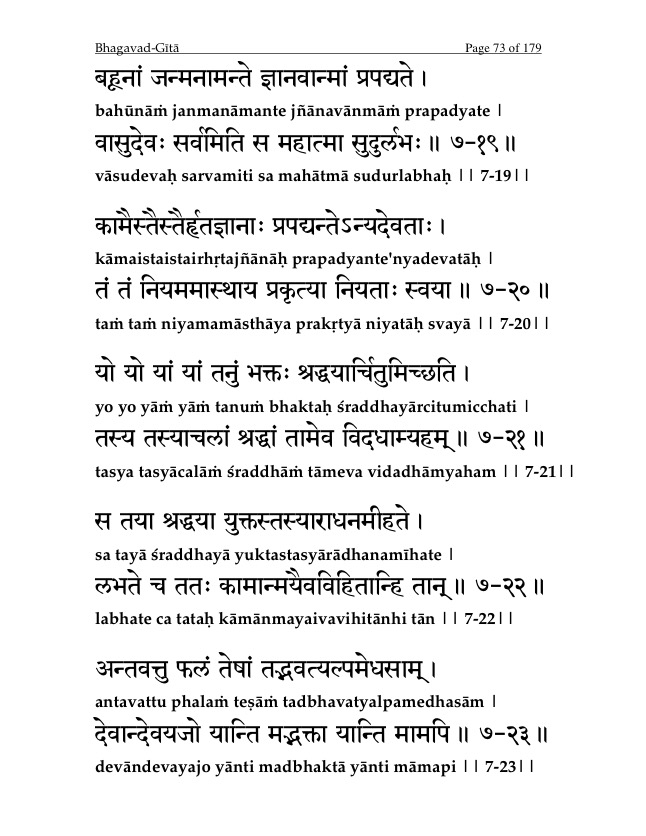 Bhagavad-Gītā Page 73 of 179
बहूनां जन्मनामन्ते ज्ञानवान्मां प्रपद्यते ।
bahūnāṁ janmanāmante jñānavānmāṁ prapadyate |
वासुदेवः सर्वमिति स महात्मा सुदुर्लभः ॥ ७-१९॥
vāsudevaḥ sarvamiti sa mahātmā sudurlabhaḥ || 7-19||
कामैस्तैस्तैर्हृतज्ञानाः प्रपद्यन्तेऽन्यदेवताः ।
kāmaistaistairhṛtajñānāḥ prapadyante'nyadevatāḥ |
तं तं नियममास्थाय प्रकृत्या नियताः स्वया ॥ ७-२०॥
taṁ taṁ niyamamāsthāya prakṛtyā niyatāḥ svayā || 7-20||
यो यो यां यां तनुं भक्तः श्रद्धयार्चितुमिच्छति ।
yo yo yāṁ yāṁ tanuṁ bhaktaḥ śraddhayārcitumicchati |
तस्य तस्याचलां श्रद्धां तामेव विदधाम्यहम् ॥ ७-२१॥
tasya tasyācalāṁ śraddhāṁ tāmeva vidadhāmyaham || 7-21||
स तया श्रद्धया युक्तस्तस्याराधनमीहते ।
sa tayā śraddhayā yuktastasyārādhanamīhate |
लभते च ततः कामान्मयैवविहितान्हि तान् ॥ ७-२२॥
labhate ca tataḥ kāmānmayaivavihitānhi tān || 7-22||
अन्तवत्तु फलं तेषां तद्भवत्यल्पमेधसाम् ।
antavattu phalaṁ teṣāṁ tadbhavatyalpamedhasām |
देवान्देवयजो यान्ति मद्भक्ता यान्ति मामपि ॥ ७-२३॥
devāndevayajo yānti madbhaktā yānti māmapi || 7-23||